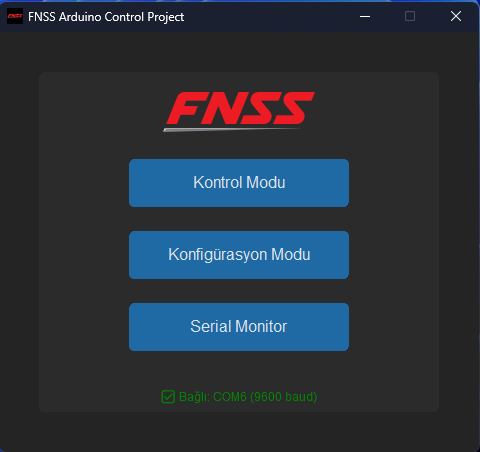 FNSS Arduino Control Project
FNSS
Kontrol Modu
Konfigürasyon Modu
Serial Monitor
Bağlı: COM6 (9600 baud)